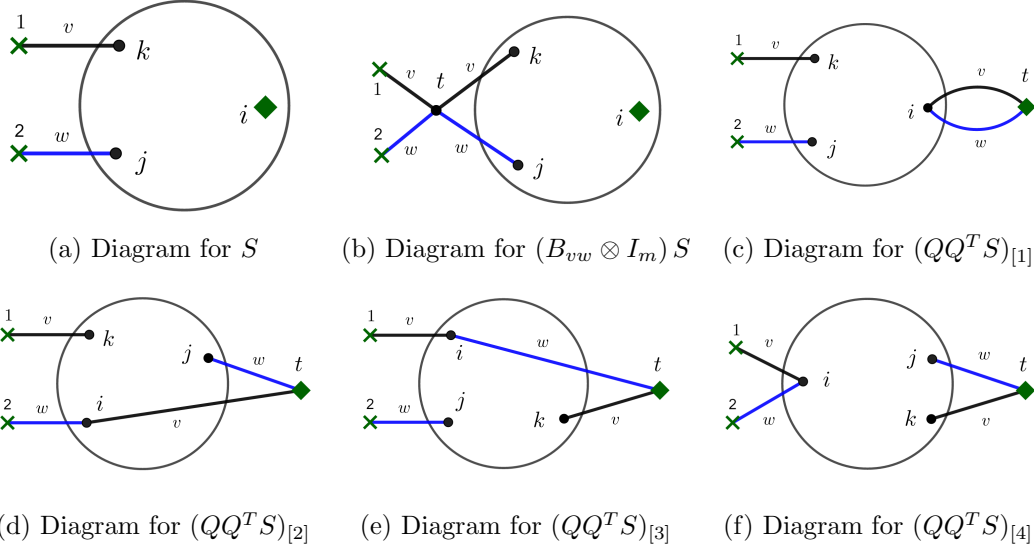 1 v k 2 w j i
1 v t v k 2 w w j i
1 v k 2 w j i v w t
(a) Diagram for S
(b) Diagram for (B_{vw} ⊗ I_m) S
(c) Diagram for (QQ^T S)_{[1]}
1 v k j w t 2 w i v
1 v i w j t 2 w k v
1 v i j w t 2 w k v
(d) Diagram for (QQ^T S)_{[2]}
(e) Diagram for (QQ^T S)_{[3]}
(f) Diagram for (QQ^T S)_{[4]}